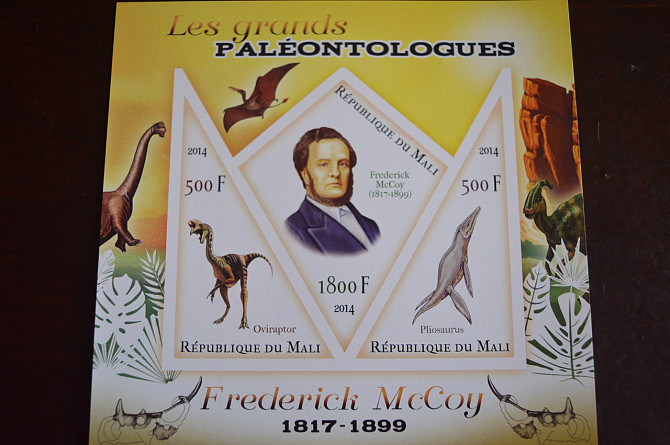 Les grands
PALÉONTOLOGUES
2014
500 F
Oviraptor
RÉPUBLIQUE DU MALI
RÉPUBLIQUE DU MALI
Frederick
McCoy
(1817-1899)
1800 F
2014
2014
500 F
Pliosaurus
RÉPUBLIQUE DU MALI
Frederick McCoy
1817-1899